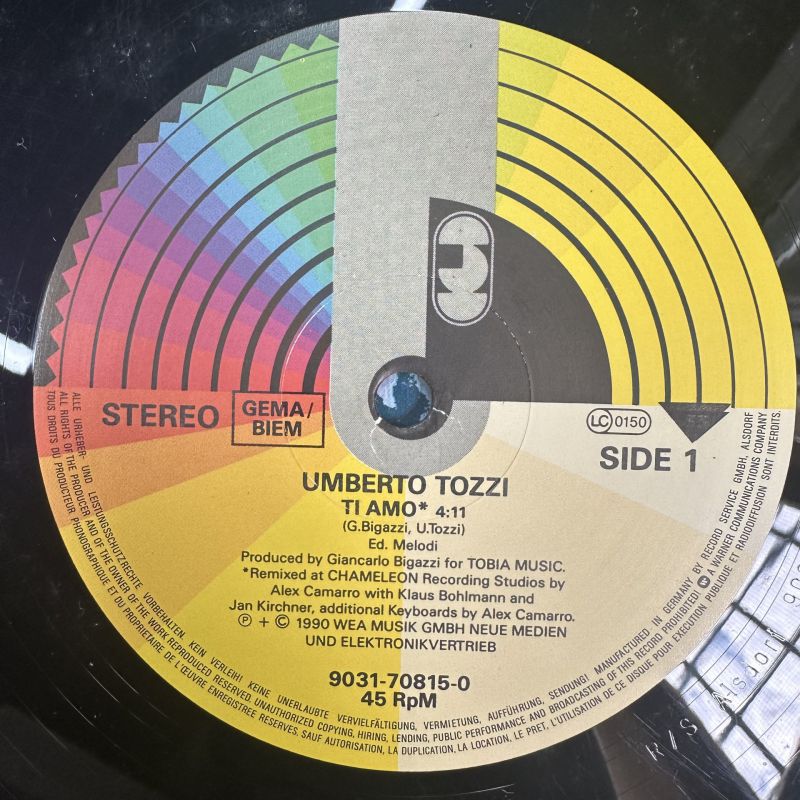 STEREO
GEMA/
BIEM
LC 0150
SIDE 1
UMBERTO TOZZI
TI AMO* 4:11
(G.Bigazzi, U.Tozzi)
Ed. Melodi
Produced by Giancarlo Bigazzi for TOBIA MUSIC.
*Remixed at CHAMELEON Recording Studios by
Alex Camarro with Klaus Bohlmann and
Jan Kirchner, additional Keyboards by Alex Camarro.
Ⓟ + © 1990 WEA MUSIK GMBH NEUE MEDIEN
UND ELEKTRONIKVERTRIEB
9031-70815-0
45 RpM
ALLE URHEBER- UND LEISTUNGSSCHUTZRECHTE VORBEHALTEN. KEIN VERLEIH! KEINE UNERLAUBTE VERVIELFÄLTIGUNG, VERMIETUNG, AUFFÜHRUNG, SENDUNG! MANUFACTURED IN GERMANY BY RECORD SERVICE GMBH, ALSDORF
ALL RIGHTS OF THE PRODUCER AND OF THE OWNER OF THE WORK REPRODUCED RESERVED UNAUTHORIZED COPYING, HIRING, LENDING, PUBLIC PERFORMANCE AND BROADCASTING OF THIS RECORD PROHIBITED! A WARNER COMMUNICATIONS COMPANY
TOUS DROITS DU PRODUCTEUR PHONOGRAPHIQUE ET DU PROPRIETAIRE DE L'ŒUVRE ENREGISTREE RESERVES, SAUF AUTORISATION, LA DUPLICATION, LA LOCATION, LE PRET, L'UTILISATION DE CE DISQUE POUR EXECUTION PUBLIQUE ET RADIODIFFUSION SONT INTERDITS.
R/S Alsdorf